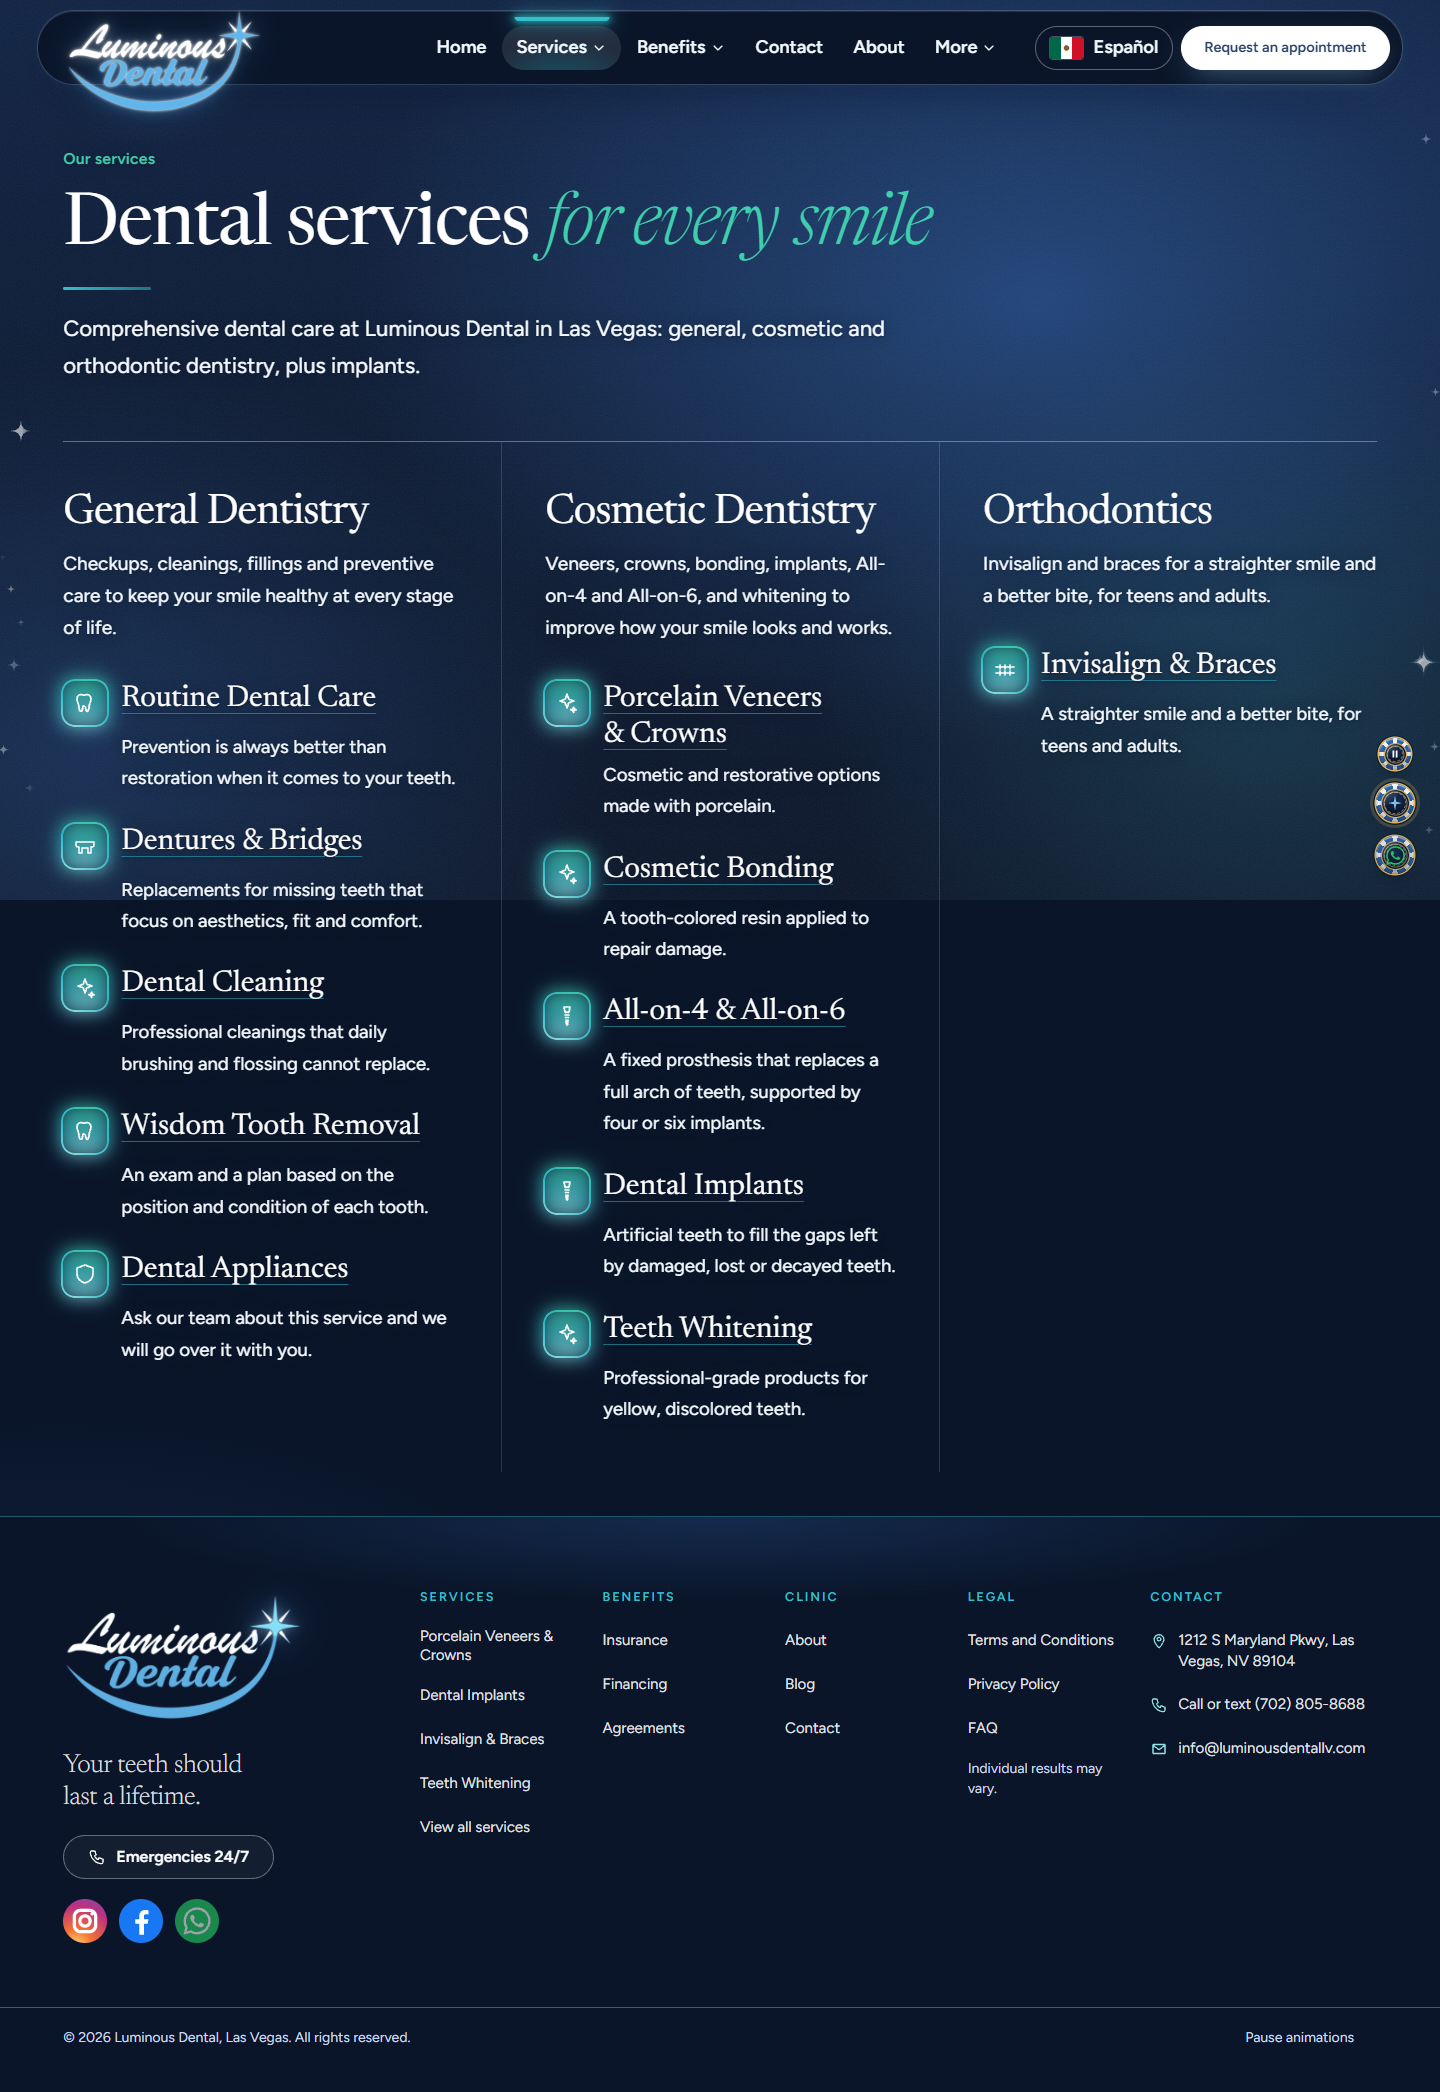 Luminous
Dental
Home
Services
Benefits
Contact
About
More
Español
Request an appointment
Our services
Dental services for every smile
Comprehensive dental care at Luminous Dental in Las Vegas: general, cosmetic and
orthodontic dentistry, plus implants.
General Dentistry
Checkups, cleanings, fillings and preventive
care to keep your smile healthy at every stage
of life.
Routine Dental Care
Prevention is always better than
restoration when it comes to your teeth.
Dentures & Bridges
Replacements for missing teeth that
focus on aesthetics, fit and comfort.
Dental Cleaning
Professional cleanings that daily
brushing and flossing cannot replace.
Wisdom Tooth Removal
An exam and a plan based on the
position and condition of each tooth.
Dental Appliances
Ask our team about this service and we
will go over it with you.
Cosmetic Dentistry
Veneers, crowns, bonding, implants, All-
on-4 and All-on-6, and whitening to
improve how your smile looks and works.
Porcelain Veneers
& Crowns
Cosmetic and restorative options
made with porcelain.
Cosmetic Bonding
A tooth-colored resin applied to
repair damage.
All-on-4 & All-on-6
A fixed prosthesis that replaces a
full arch of teeth, supported by
four or six implants.
Dental Implants
Artificial teeth to fill the gaps left
by damaged, lost or decayed teeth.
Teeth Whitening
Professional-grade products for
yellow, discolored teeth.
Orthodontics
Invisalign and braces for a straighter smile and
a better bite, for teens and adults.
Invisalign & Braces
A straighter smile and a better bite, for
teens and adults.
Luminous
Dental
Your teeth should
last a lifetime.
Emergencies 24/7
SERVICES
Porcelain Veneers &
Crowns
Dental Implants
Invisalign & Braces
Teeth Whitening
View all services
BENEFITS
Insurance
Financing
Agreements
CLINIC
About
Blog
Contact
LEGAL
Terms and Conditions
Privacy Policy
FAQ
Individual results may
vary.
CONTACT
1212 S Maryland Pkwy, Las
Vegas, NV 89104
Call or text (702) 805-8688
info@luminousdentallv.com
© 2026 Luminous Dental, Las Vegas. All rights reserved.
Pause animations